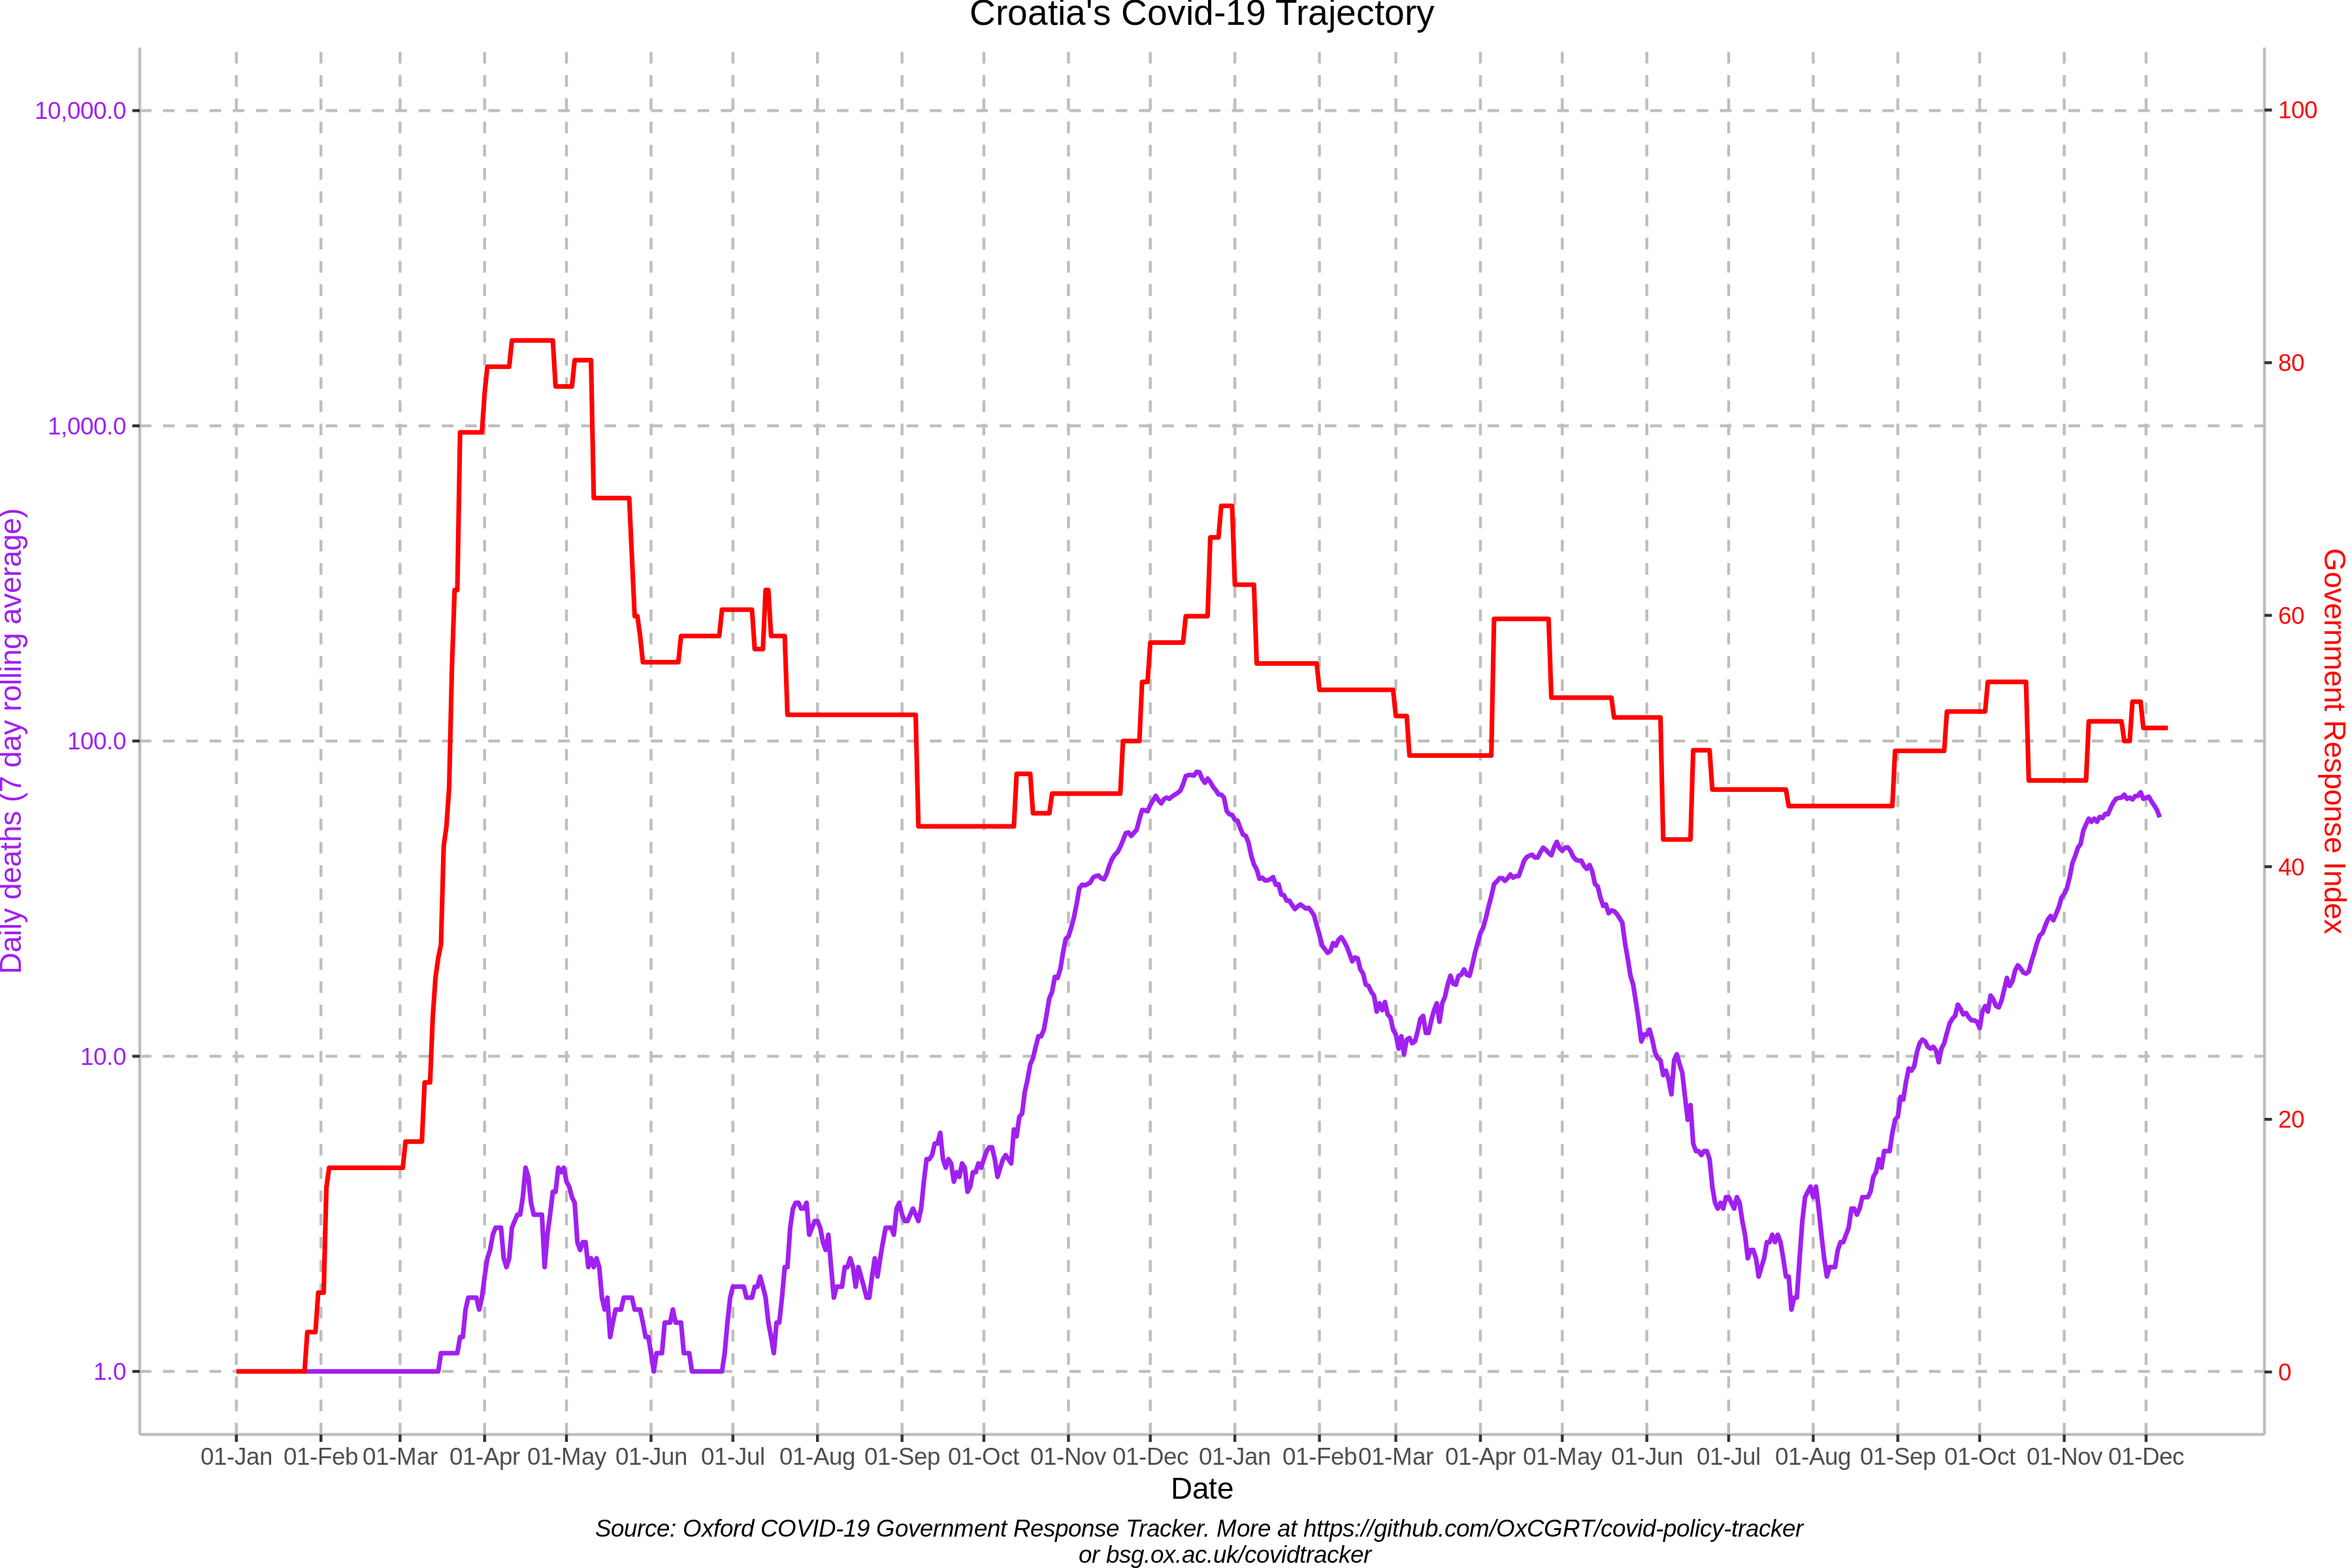 Croatia's Covid-19 Trajectory
10,000.0
1,000.0
100.0
10.0
1.0
Daily deaths (7 day rolling average)
100
80
60
40
20
0
Government Response Index
01-Jan 01-Feb 01-Mar 01-Apr 01-May 01-Jun 01-Jul 01-Aug 01-Sep 01-Oct 01-Nov 01-Dec 01-Jan 01-Feb 01-Mar 01-Apr 01-May 01-Jun 01-Jul 01-Aug 01-Sep 01-Oct 01-Nov 01-Dec
Date
Source: Oxford COVID-19 Government Response Tracker. More at https://github.com/OxCGRT/covid-policy-tracker
or bsg.ox.ac.uk/covidtracker